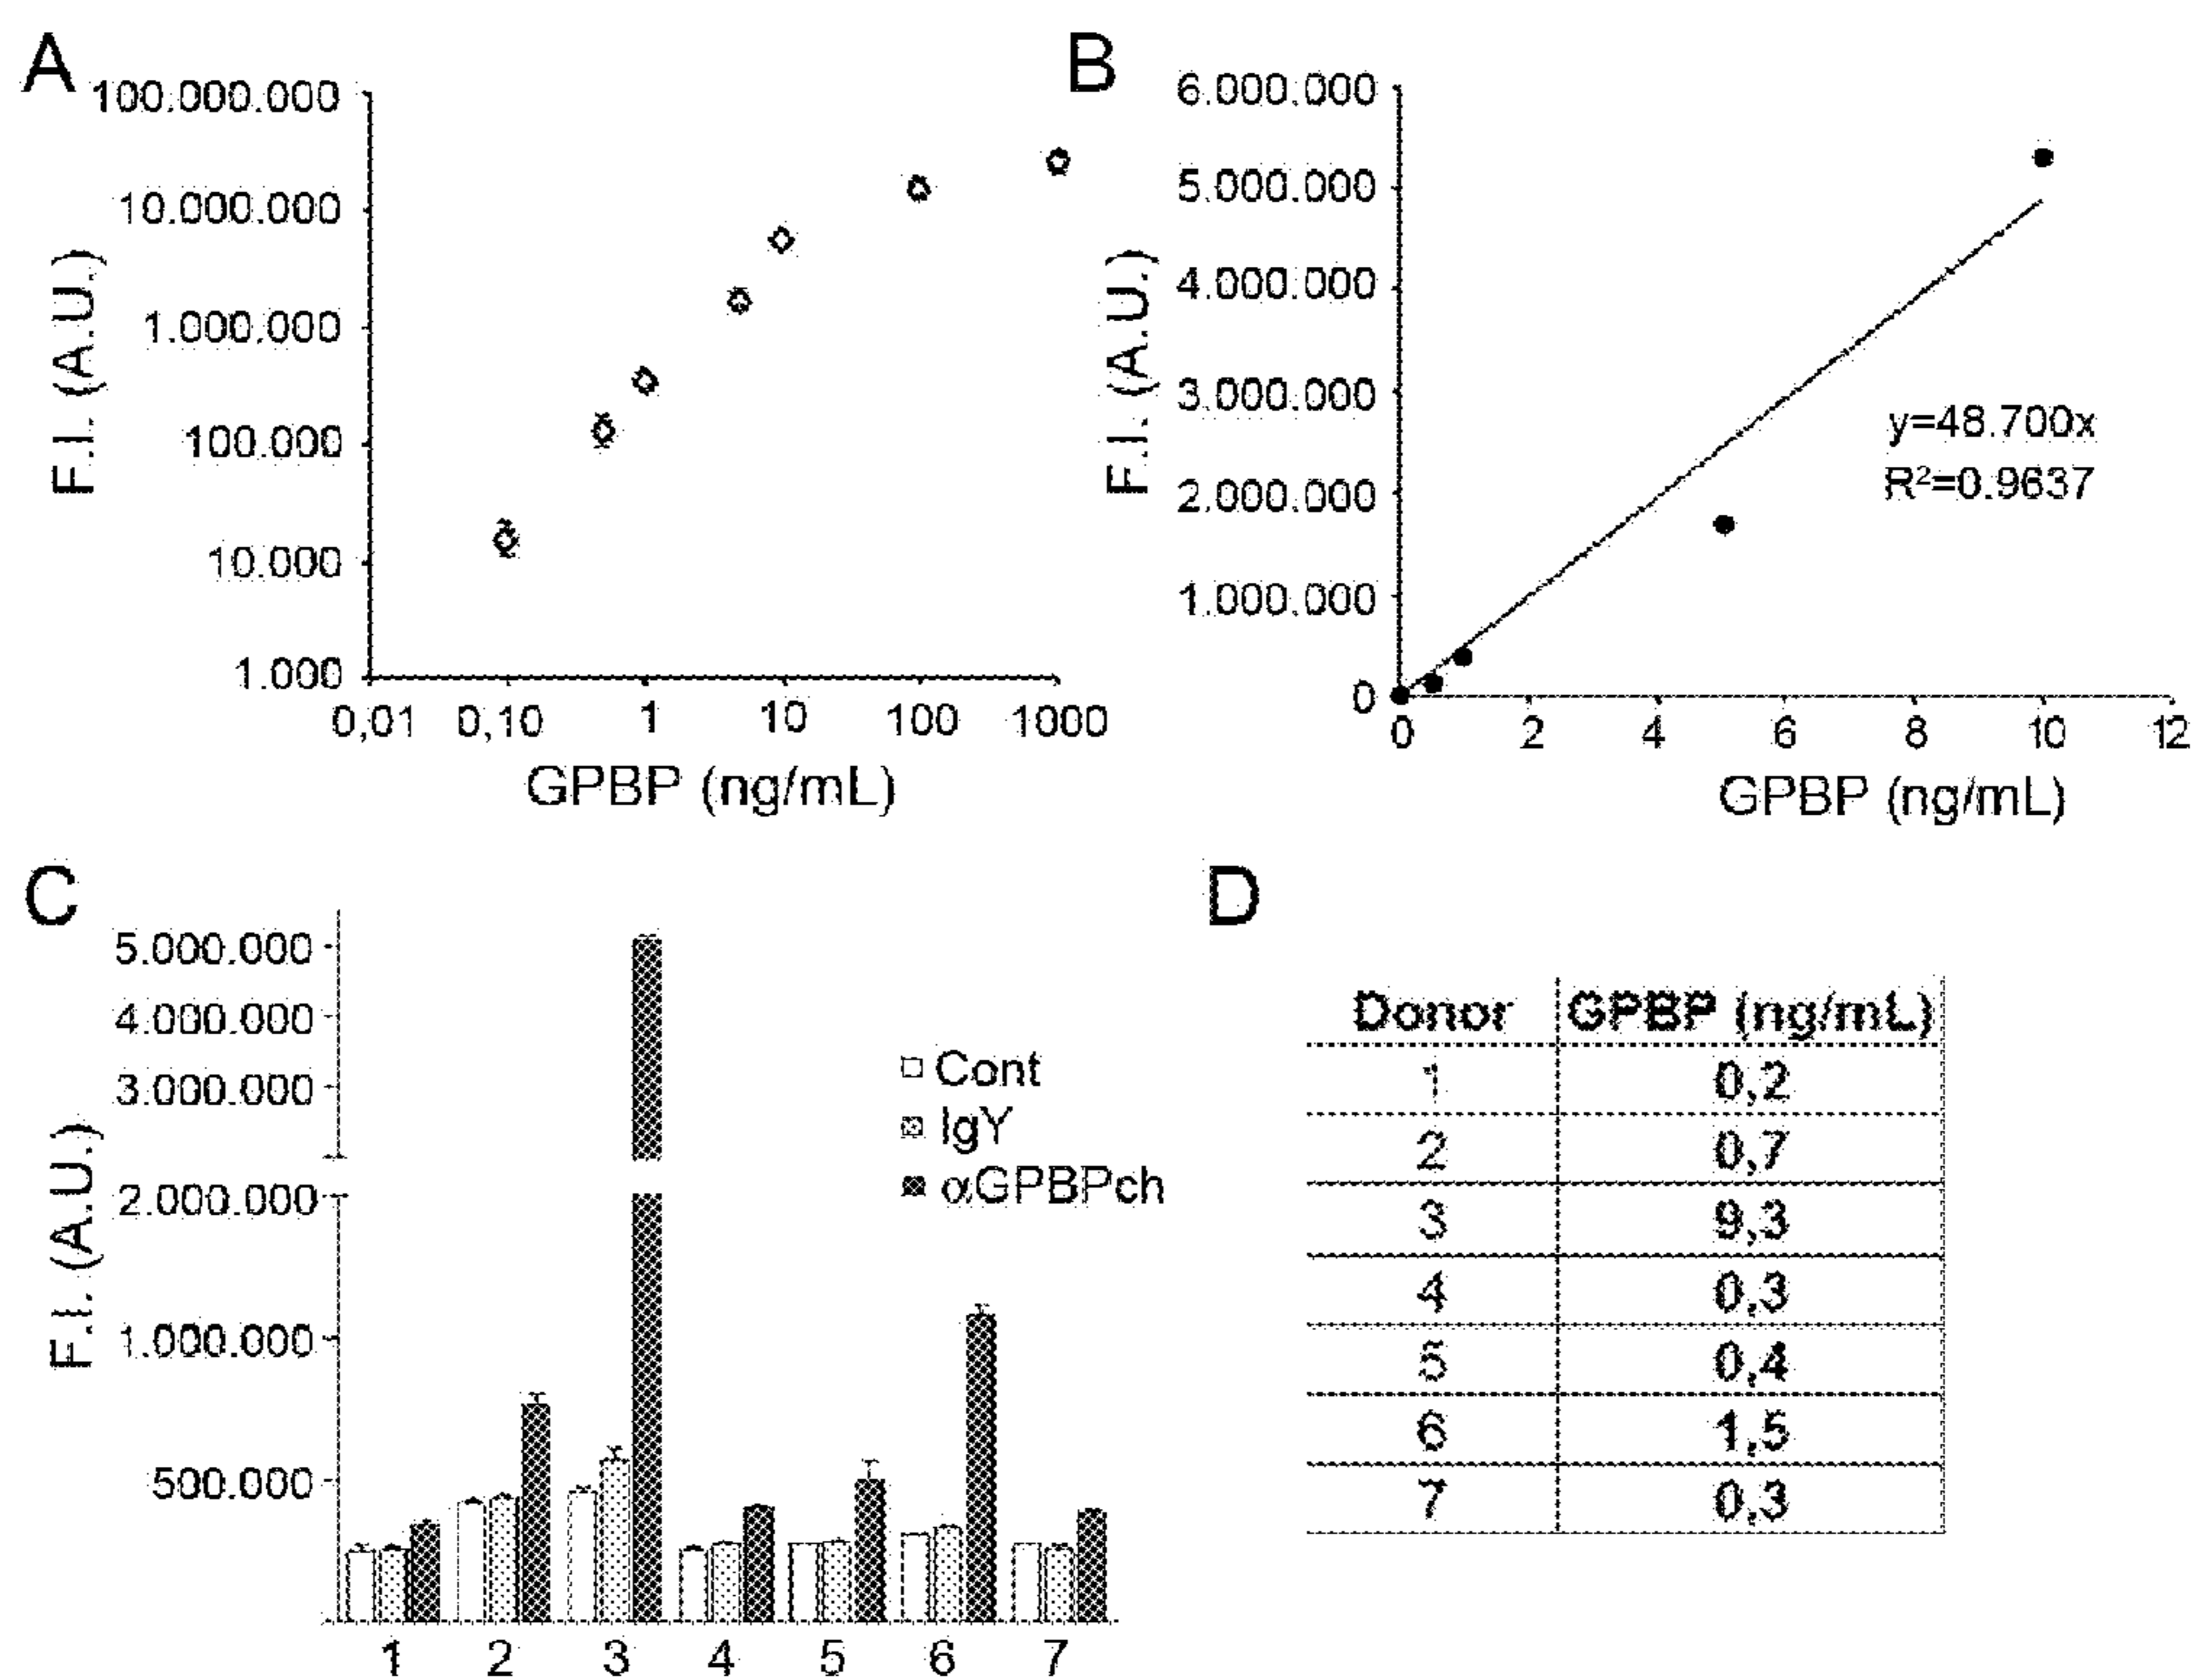 A
100.000.000
10.000.000
1.000.000
100.000
10.000
1.000
F.I. (A.U.)
0,01 0,10 1 10 100 1000
GPBP (ng/mL)
B
6.000.000
5.000.000
4.000.000
3.000.000
2.000.000
1.000.000
0
F.I. (A.U.)
y=48.700x
R²=0.9637
0 2 4 6 8 10 12
GPBP (ng/mL)
C
5.000.000
4.000.000
3.000.000
2.000.000
1.000.000
500.000
F.I. (A.U.)
Cont
IgY
αGPBPch
1 2 3 4 5 6 7
D
Donor GPBP (ng/mL)
1 0,2
2 0,7
3 9,3
4 0,3
5 0,4
6 1,5
7 0,3